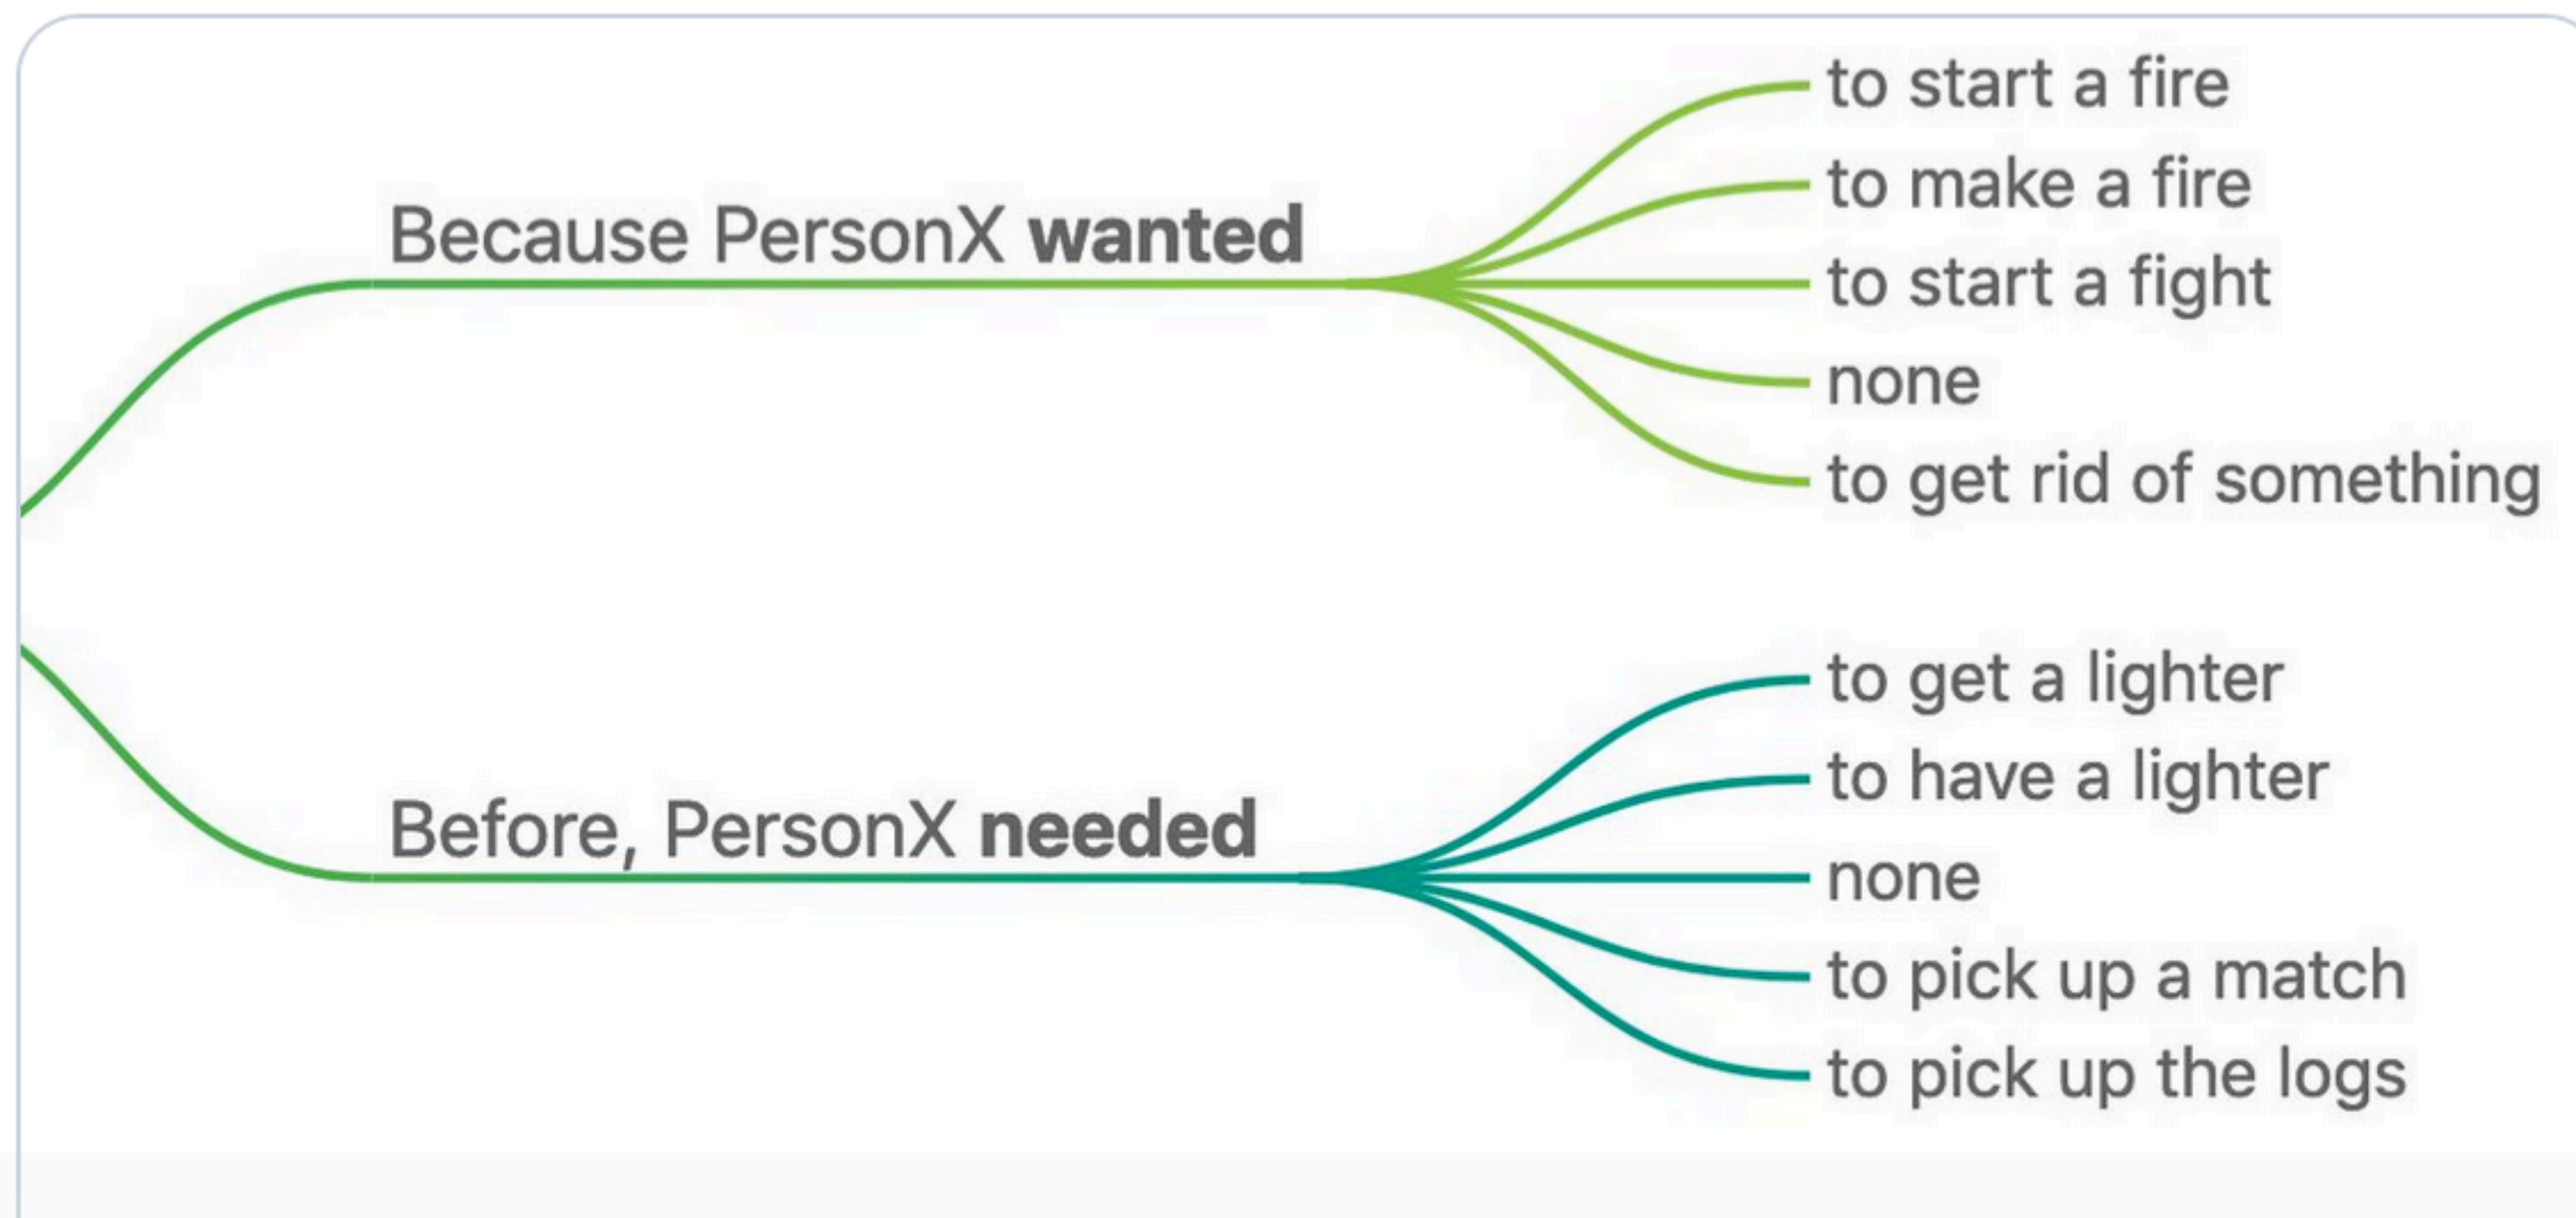 Because PersonX wanted
to start a fire
to make a fire
to start a fight
none
to get rid of something
Before, PersonX needed
to get a lighter
to have a lighter
none
to pick up a match
to pick up the logs